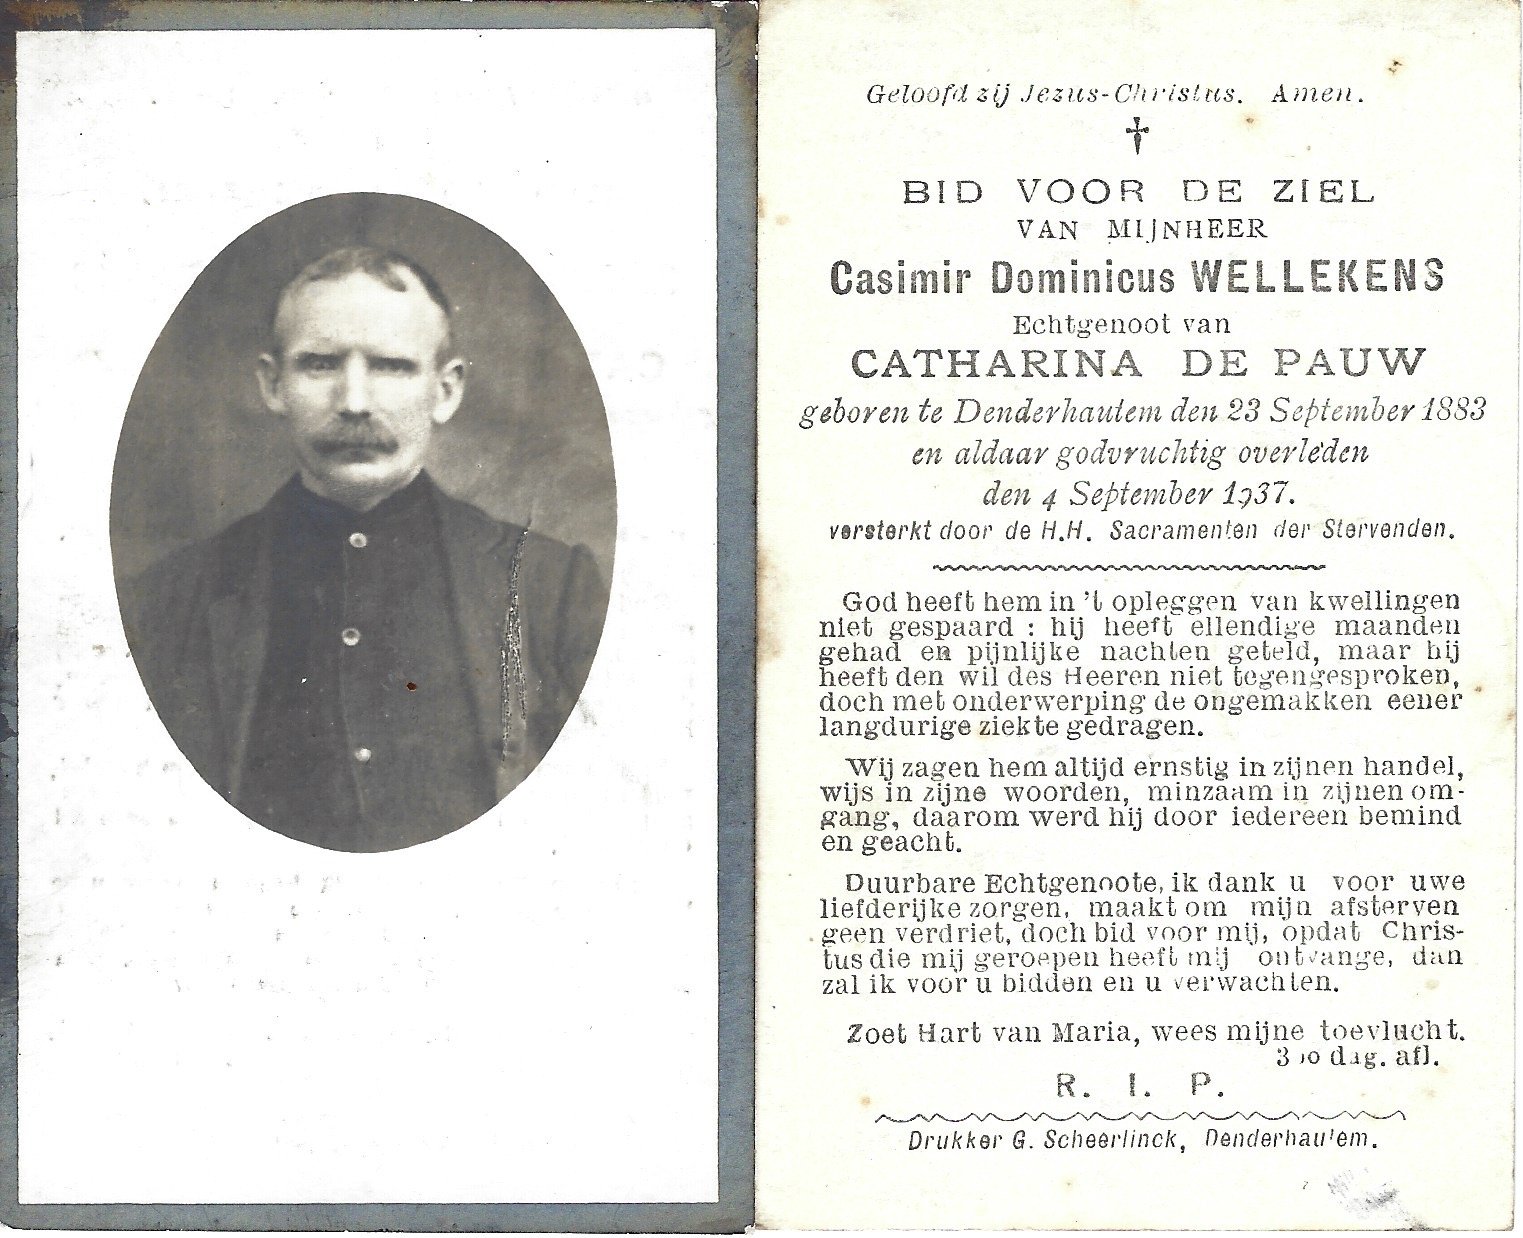 Geloofd zij Jezus-Christus. Amen.
†
BID VOOR DE ZIEL
VAN MIJNHEER
Casimir Dominicus WELLEKENS
Echtgenoot van
CATHARINA DE PAUW
geboren te Denderhautem den 23 September 1883
en aldaar godvruchtig overleden
den 4 September 1937.
versterkt door de H.H. Sacramenten der Stervenden.
God heeft hem in 't opleggen van kwellingen
niet gespaard : hij heeft ellendige maanden
gehad en pijnlijke nachten geteld, maar hij
heeft den wil des Heeren niet tegengesproken,
doch met onderwerping de ongemakken eener
langdurige ziekte gedragen.
Wij zagen hem altijd ernstig in zijnen handel,
wijs in zijne woorden, minzaam in zijnen om-
gang, daarom werd hij door iedereen bemind
en geacht.
Duurbare Echtgenoote, ik dank u voor uwe
liefderijke zorgen, maakt om mijn afsterven
geen verdriet, doch bid voor mij, opdat Chris-
tus die mij geroepen heeft mij ontvange, dan
zal ik voor u bidden en u verwachten.
Zoet Hart van Maria, wees mijne toevlucht.
300 dag. afl.
R. I. P.
Drukker G. Scheerlinck, Denderhautem.